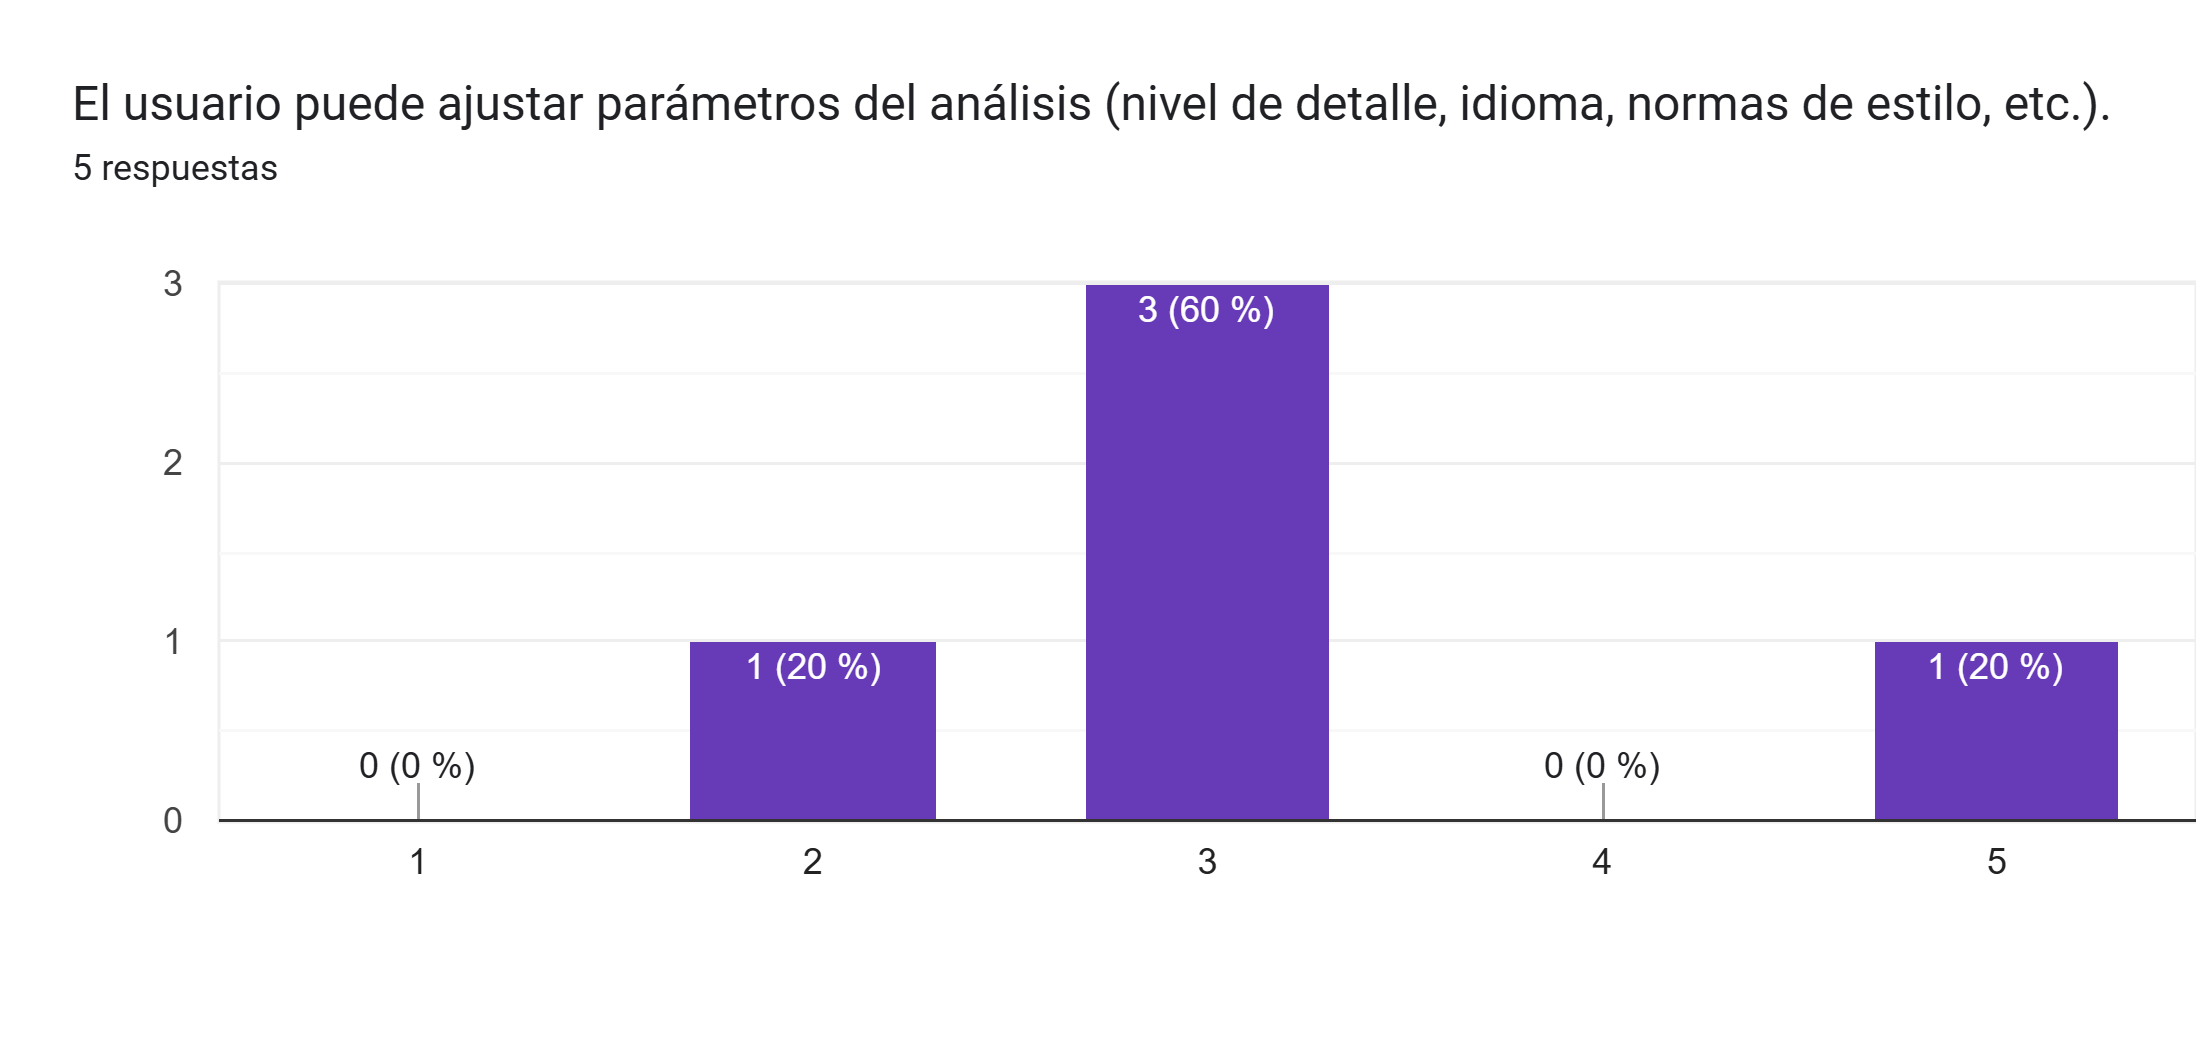 El usuario puede ajustar parámetros del análisis (nivel de detalle, idioma, normas de estilo, etc.).
5 respuestas
3
3 (60 %)
2
1
1 (20 %)
1 (20 %)
0 (0 %)
0 (0 %)
0
1
2
3
4
5